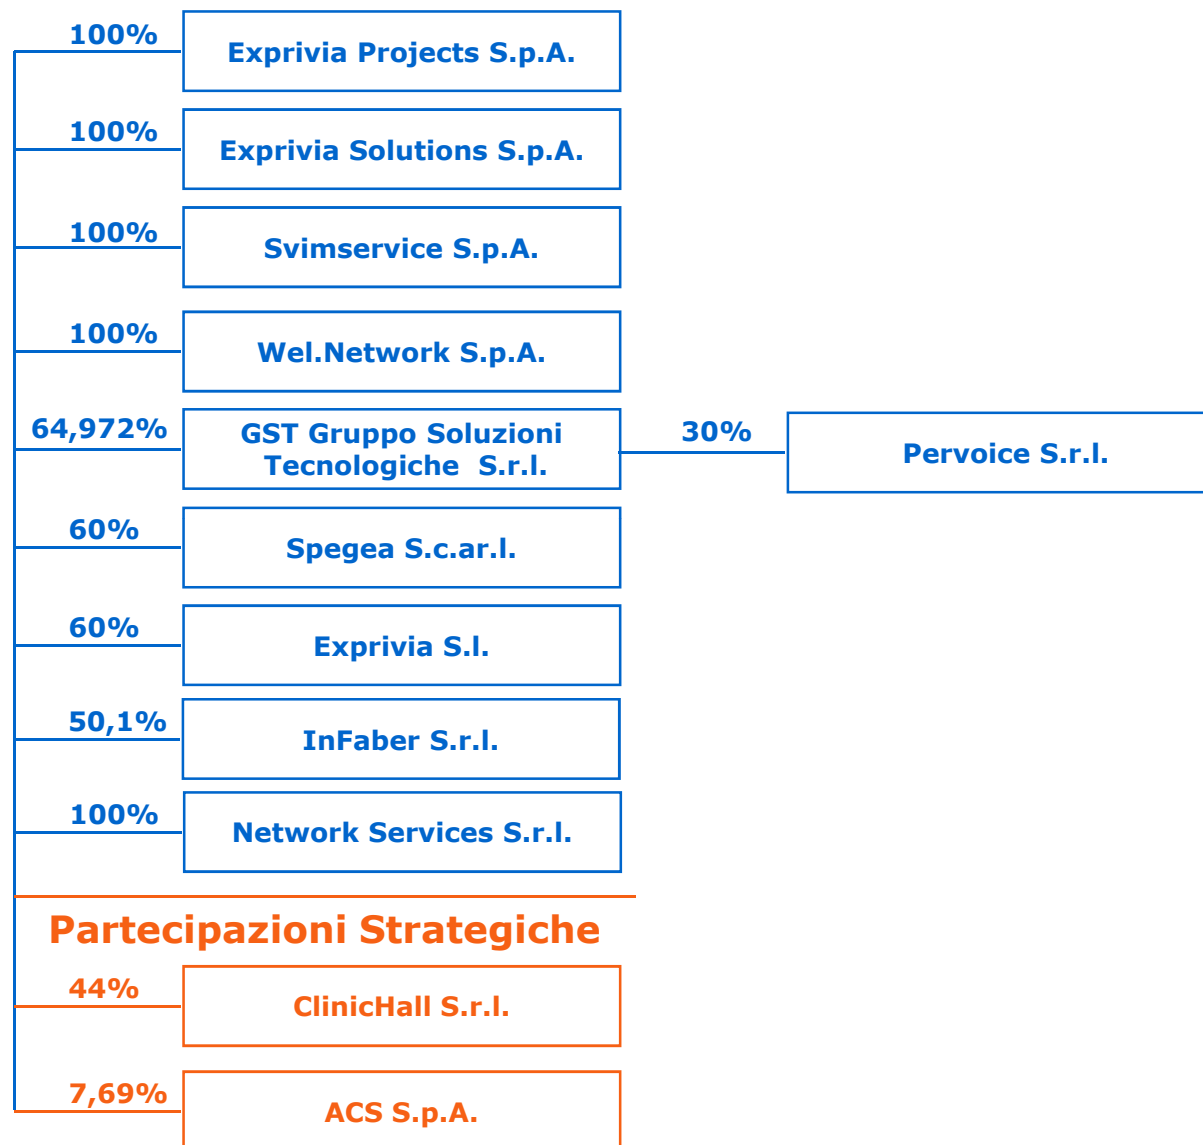 100%
Exprivia Projects S.p.A.
100%
Exprivia Solutions S.p.A.
100%
Svimservice S.p.A.
100%
Wel.Network S.p.A.
64,972%
GST Gruppo Soluzioni
Tecnologiche S.r.l.
30%
Pervoice S.r.l.
60%
Spegea S.c.ar.l.
60%
Exprivia S.l.
50,1%
InFaber S.r.l.
100%
Network Services S.r.l.
Partecipazioni Strategiche
44%
ClinicHall S.r.l.
7,69%
ACS S.p.A.